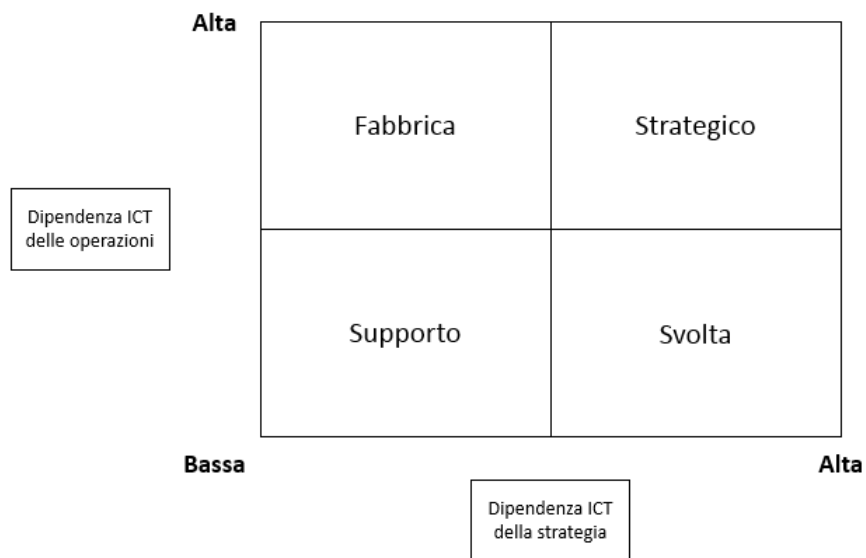 Alta
Fabbrica
Strategico
Dipendenza ICT
delle operazioni
Supporto
Svolta
Bassa
Alta
Dipendenza ICT
della strategia